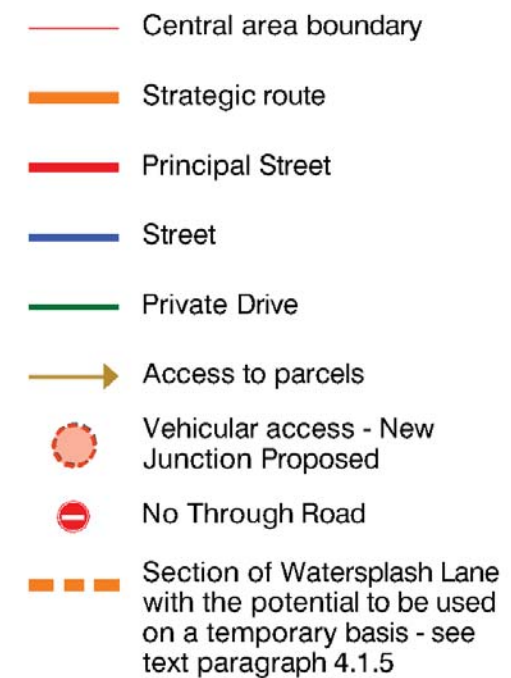 Central area boundary
Strategic route
Principal Street
Street
Private Drive
Access to parcels
Vehicular access - New
Junction Proposed
No Through Road
Section of Watersplash Lane
with the potential to be used
on a temporary basis - see
text paragraph 4.1.5